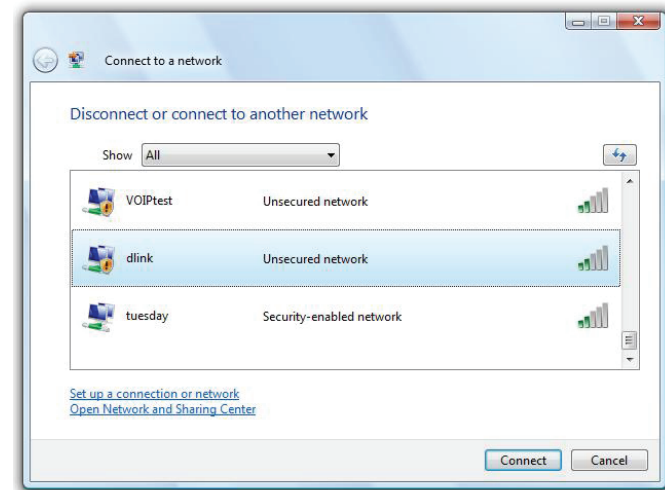 Connect to a network
Disconnect or connect to another network
Show All
VOIPtest Unsecured network
dlink Unsecured network
tuesday Security-enabled network
Set up a connection or network
Open Network and Sharing Center
Connect Cancel